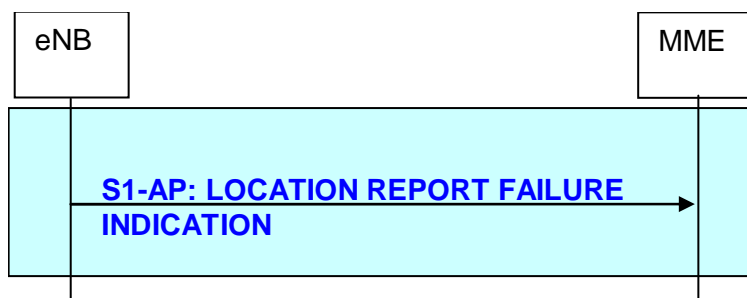 eNB
MME
S1-AP: LOCATION REPORT FAILURE
INDICATION